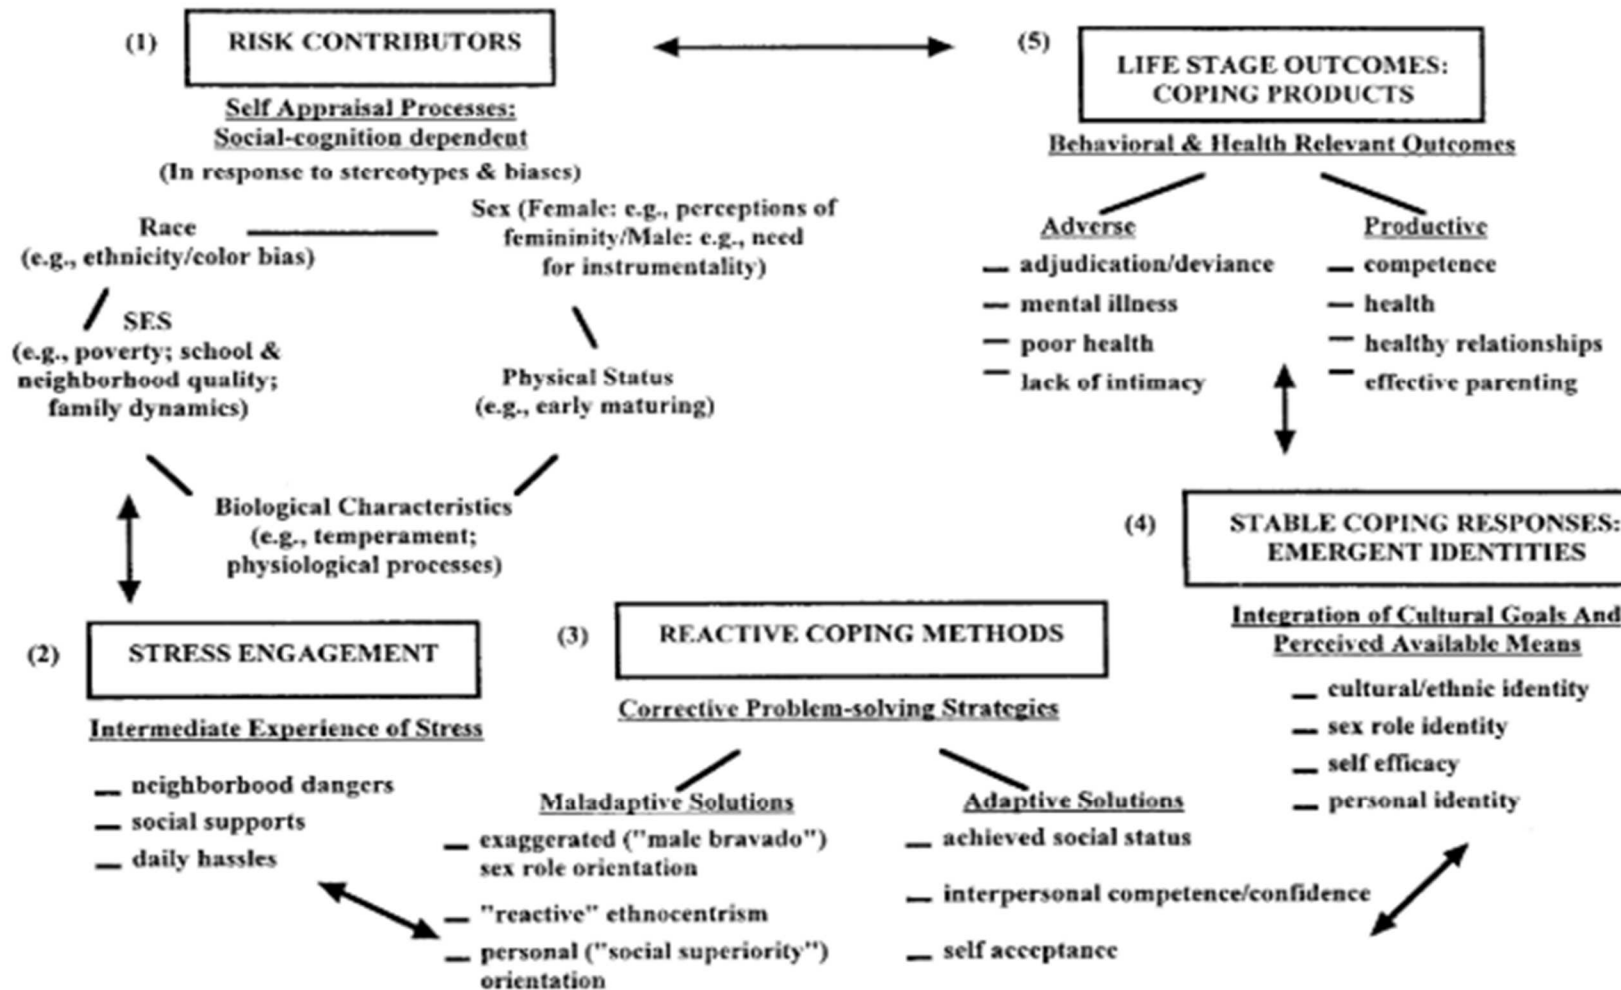 (1) RISK CONTRIBUTORS
Self Appraisal Processes:
Social-cognition dependent
(In response to stereotypes & biases)
Race
(e.g., ethnicity/color bias)
Sex (Female: e.g., perceptions of
femininity/Male: e.g., need
for instrumentality)
SES
(e.g., poverty; school &
neighborhood quality;
family dynamics)
Physical Status
(e.g., early maturing)
Biological Characteristics
(e.g., temperament;
physiological processes)
(2) STRESS ENGAGEMENT
Intermediate Experience of Stress
— neighborhood dangers
— social supports
— daily hassles
(3) REACTIVE COPING METHODS
Corrective Problem-solving Strategies
Maladaptive Solutions
— exaggerated ("male bravado")
sex role orientation
— "reactive" ethnocentrism
— personal ("social superiority")
orientation
Adaptive Solutions
— achieved social status
— interpersonal competence/confidence
— self acceptance
(4) STABLE COPING RESPONSES:
EMERGENT IDENTITIES
Integration of Cultural Goals And
Perceived Available Means
— cultural/ethnic identity
— sex role identity
— self efficacy
— personal identity
(5) LIFE STAGE OUTCOMES:
COPING PRODUCTS
Behavioral & Health Relevant Outcomes
Adverse
— adjudication/deviance
— mental illness
— poor health
— lack of intimacy
Productive
— competence
— health
— healthy relationships
— effective parenting